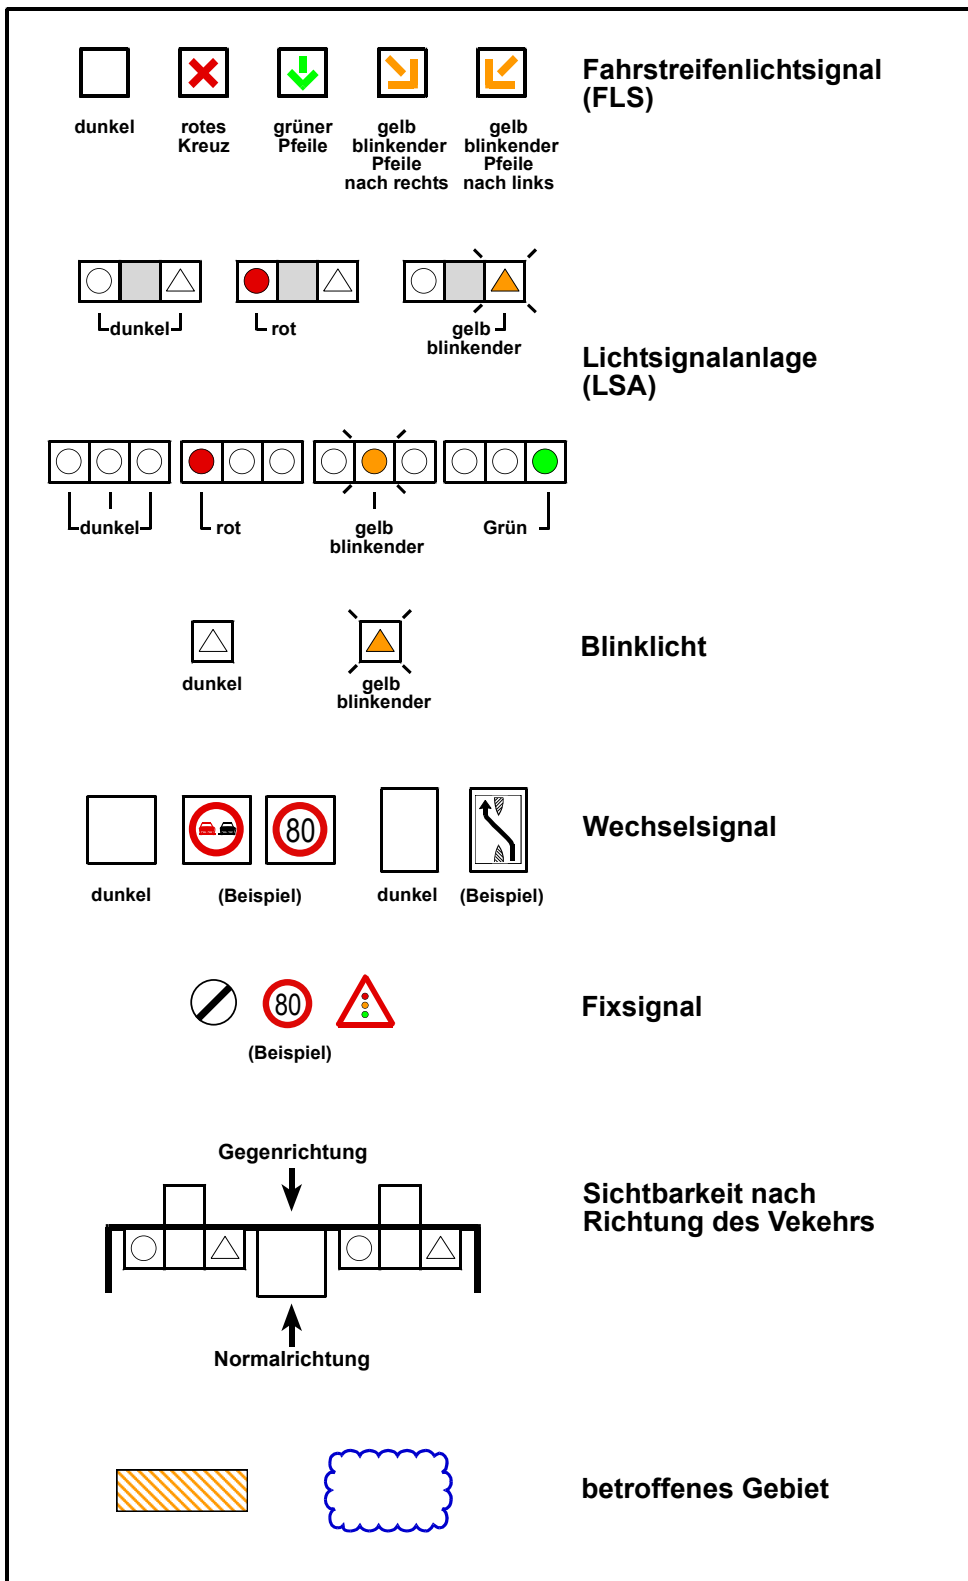 Fahrstreifenlichtsignal
(FLS)
dunkel
rotes
Kreuz
grüner
Pfeile
gelb
blinkender
Pfeile
nach rechts
gelb
blinkender
Pfeile
nach links
dunkel
rot
gelb
blinkender
Lichtsignalanlage
(LSA)
dunkel
rot
gelb
blinkender
Grün
Blinklicht
dunkel
gelb
blinkender
80
Wechselsignal
dunkel
(Beispiel)
dunkel
(Beispiel)
80
Fixsignal
(Beispiel)
Gegenrichtung
Sichtbarkeit nach
Richtung des Vekehrs
Normalrichtung
betroffenes Gebiet